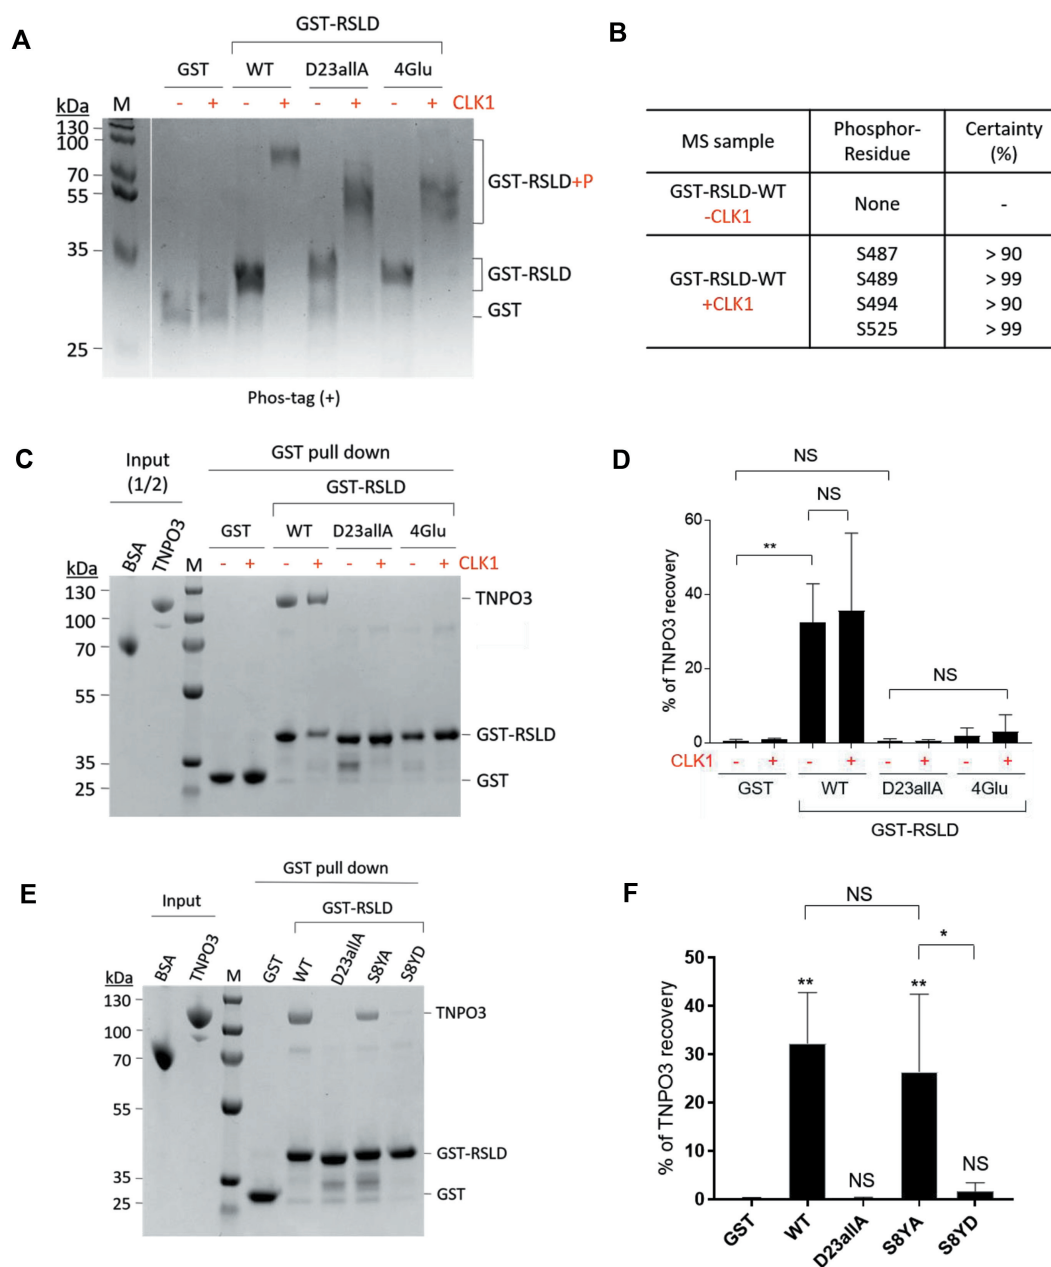 A
GST-RSLD
GST WT D23allA 4Glu
kDa M - + - + - + - + CLK1
130
100
70
55
35
25
GST-RSLD+P
GST-RSLD
GST
Phos-tag (+)
B
MS sample Phosphor-Residue Certainty (%)
GST-RSLD-WT -CLK1 None -
GST-RSLD-WT +CLK1
S487 > 90
S489 > 99
S494 > 90
S525 > 99
C
Input (1/2)
GST pull down
GST-RSLD
GST WT D23allA 4Glu
BSA TNPO3
kDa M - + - + - + - + CLK1
130
100
70
55
35
25
TNPO3
GST-RSLD
GST
D
NS
NS
**
NS
% of TNPO3 recovery
60
40
20
0
CLK1 - + - + - + - +
GST WT D23allA 4Glu
GST-RSLD
E
GST pull down
Input
GST-RSLD
BSA TNPO3 GST WT D23allA S8YA S8YD
kDa M
130
100
70
55
35
25
TNPO3
GST-RSLD
GST
F
NS
*
** NS ** NS
% of TNPO3 recovery
50
40
30
20
10
0
GST WT D23allA S8YA S8YD